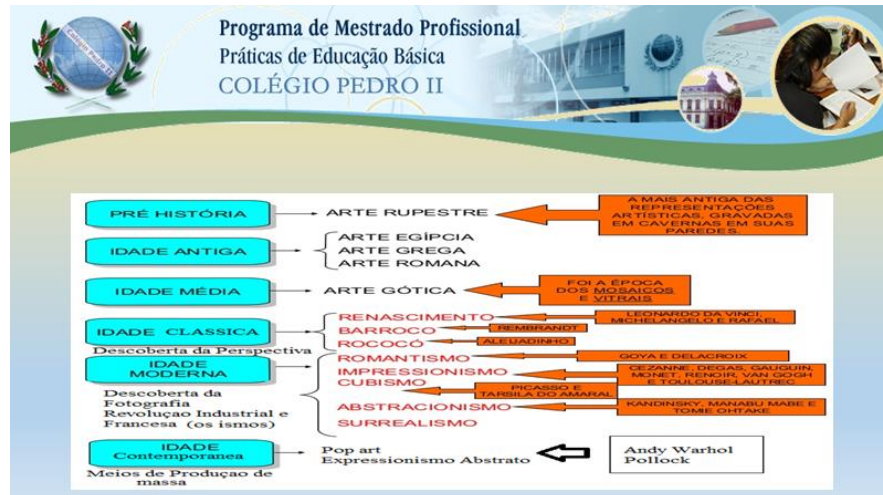 Colégio Pedro II
Programa de Mestrado Profissional
Práticas de Educação Básica
COLÉGIO PEDRO II
PRÉ HISTÓRIA
ARTE RUPESTRE
A MAIS ANTIGA DAS
REPRESENTAÇÕES
ARTÍSTICAS, GRAVADAS
EM CAVERNAS EM SUAS
PAREDES.
IDADE ANTIGA
ARTE EGÍPCIA
ARTE GREGA
ARTE ROMANA
IDADE MÉDIA
ARTE GÓTICA
FOI A ÉPOCA
DOS MOSAICOS
E VITRAIS
IDADE CLASSICA
Descoberta da Perspectiva
RENASCIMENTO
LEONARDO DA VINCI,
MICHELANGELO E RAFAEL
BARROCO
REMBRANDT
ROCOCÓ
ALEIJADINHO
IDADE
MODERNA
Descoberta da
Fotografia
Revoluçao Industrial e
Francesa (os ismos)
ROMANTISMO
GOYA E DELACROIX
IMPRESSIONISMO
CEZANNE, DEGAS, GAUGUIN,
MONET, RENOIR, VAN GOGH
E TOULOUSE-LAUTREC
CUBISMO
PICASSO E
TARSILA DO AMARAL
ABSTRACIONISMO
KANDINSKY, MANABU MABE E
TOMIE OHTAKE
SURREALISMO
IDADE
Contemporanea
Meios de Produçao de
massa
Pop art
Expressionismo Abstrato
Andy Warhol
Pollock